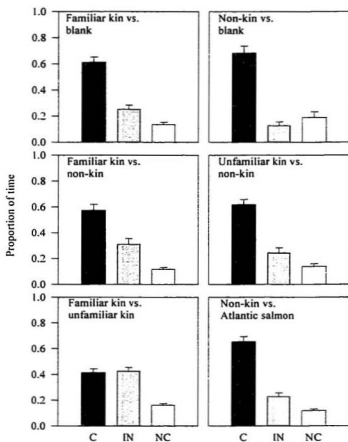 Familiar kin vs.
blank
Non-kin vs.
blank
1.0
0.8
0.6
0.4
0.2
0.0
Familiar kin vs.
non-kin
Unfamiliar kin vs.
non-kin
1.0
0.8
0.6
0.4
0.2
0.0
Proportion of time
Familiar kin vs.
unfamiliar kin
Non-kin vs.
Atlantic salmon
1.0
0.8
0.6
0.4
0.2
0.0
C IN NC
C IN NC